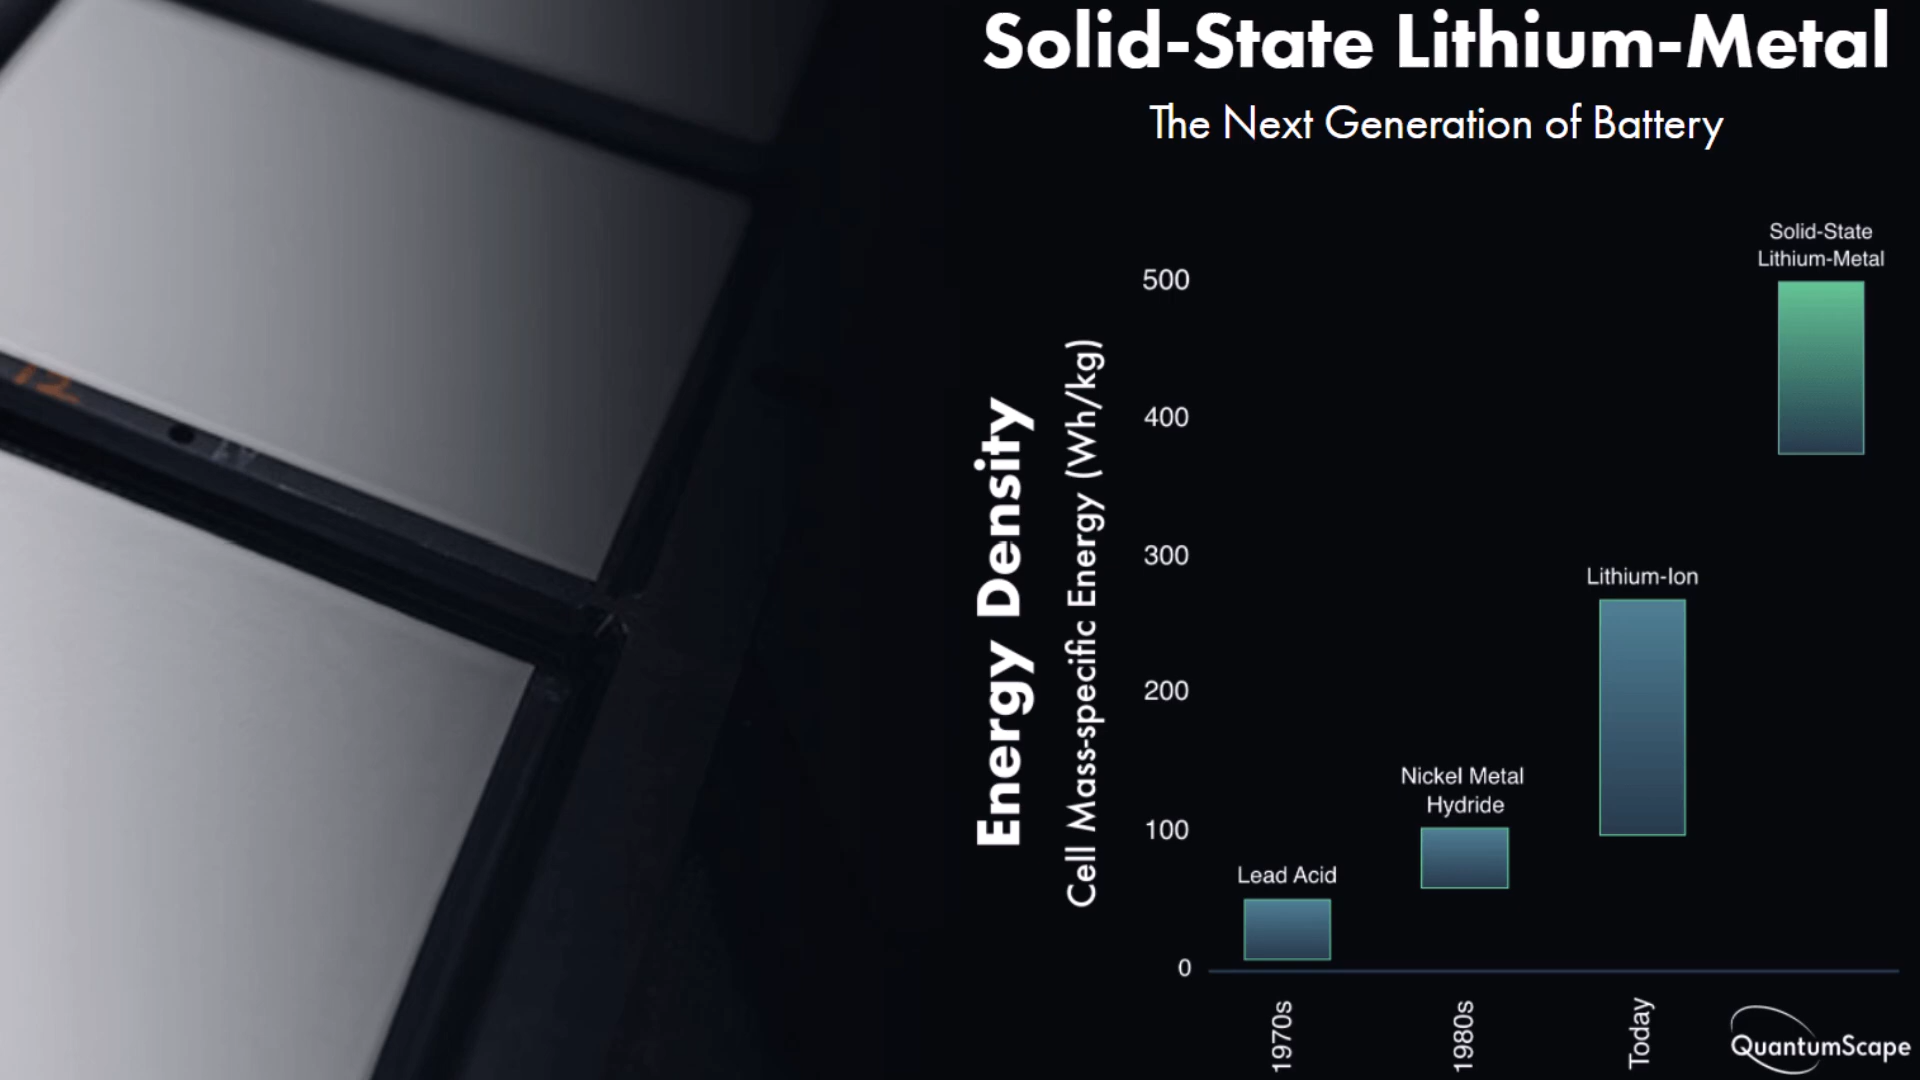 Solid-State Lithium-Metal
The Next Generation of Battery
Energy Density
Cell Mass-specific Energy (Wh/kg)
500
400
300
200
100
0
Lead Acid
Nickel Metal
Hydride
Lithium-Ion
Solid-State
Lithium-Metal
1970s
1980s
Today
QuantumScape
12